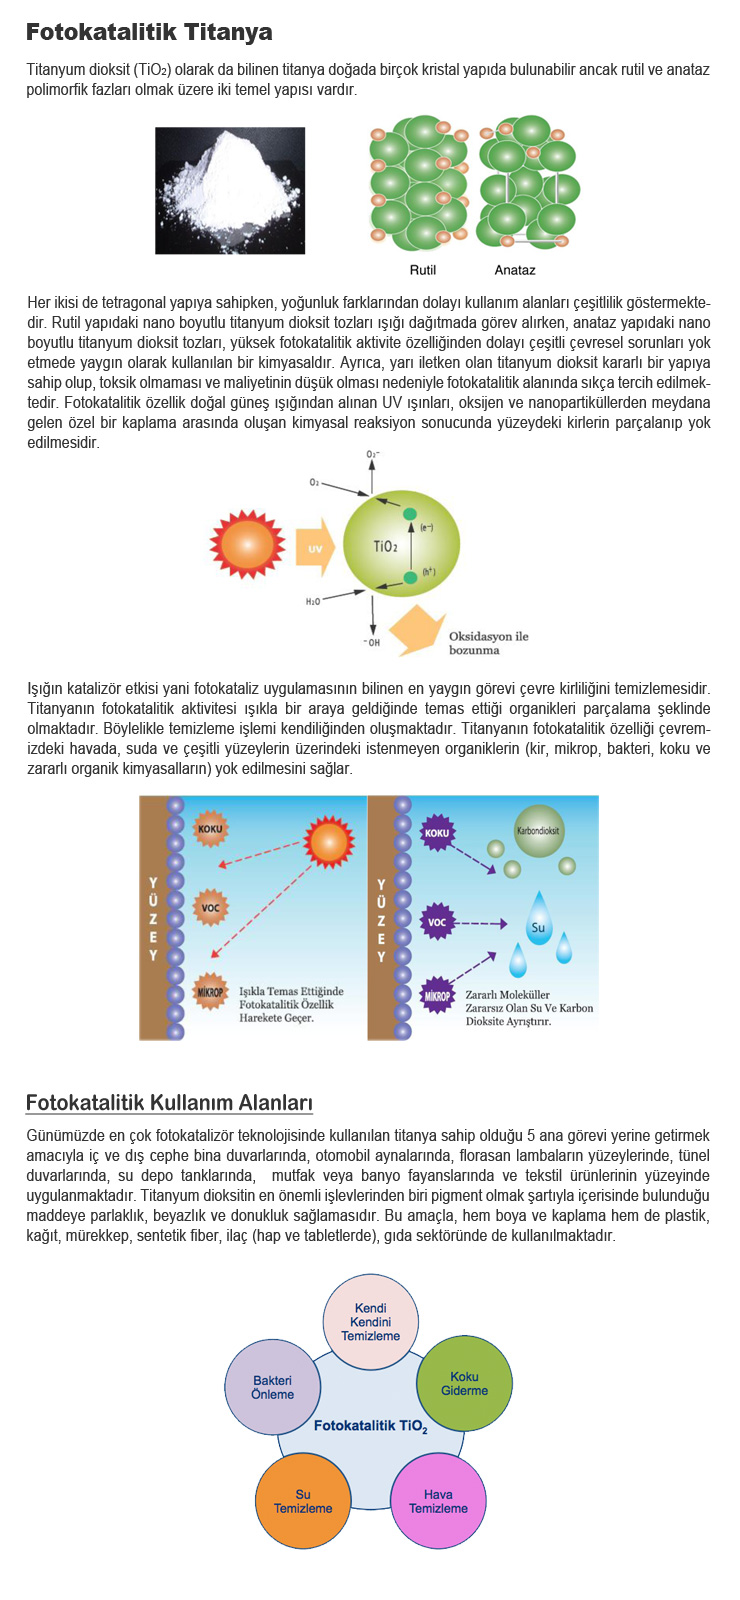 Fotokatalitik Titanya
Titanyum dioksit (TiO₂) olarak da bilinen titanya doğada birçok kristal yapıda bulunabilir ancak rutil ve anataz
polimorfik fazları olmak üzere iki temel yapısı vardır.
Rutil
Anataz
Her ikisi de tetragonal yapıya sahipken, yoğunluk farklarından dolayı kullanım alanları çeşitlilik göstermekte-
dir. Rutil yapıdaki nano boyutlu titanyum dioksit tozları ışığı dağıtmada görev alırken, anataz yapıdaki nano
boyutlu titanyum dioksit tozları, yüksek fotokatalitik aktivite özelliğinden dolayı çeşitli çevresel sorunları yok
etmede yaygın olarak kullanılan bir kimyasaldır. Ayrıca, yarı iletken olan titanyum dioksit kararlı bir yapıya
sahip olup, toksik olmaması ve maliyetinin düşük olması nedeniyle fotokatalitik alanında sıkça tercih edilmek-
tedir. Fotokatalitik özellik doğal güneş ışığından alınan UV ışınları, oksijen ve nanopartiküllerden meydana
gelen özel bir kaplama arasında oluşan kimyasal reaksiyon sonucunda yüzeydeki kirlerin parçalanıp yok
edilmesidir.
O₂⁻
O₂
(e⁻)
UV
TiO₂
(h⁺)
H₂O
⁻OH
Oksidasyon ile
bozunma
Işığın katalizör etkisi yani fotokataliz uygulamasının bilinen en yaygın görevi çevre kirliliğini temizlemesidir.
Titanyanın fotokatalitik aktivitesi ışıkla bir araya geldiğinde temas ettiği organikleri parçalama şeklinde
olmaktadır. Böylelikle temizleme işlemi kendiliğinden oluşmaktadır. Titanyanın fotokatalitik özelliği çevrem-
izdeki havada, suda ve çeşitli yüzeylerin üzerindeki istenmeyen organiklerin (kir, mikrop, bakteri, koku ve
zararlı organik kimyasalların) yok edilmesini sağlar.
YÜZEY
KOKU
VOC
MİKROP
Işıkla Temas Ettiğinde
Fotokatalitik Özellik
Harekete Geçer.
YÜZEY
KOKU
VOC
MİKROP
Karbondioksit
Su
Zararlı Moleküller
Zararsız Olan Su Ve Karbon
Dioksite Ayrıştırır.
Fotokatalitik Kullanım Alanları
Günümüzde en çok fotokatalizör teknolojisinde kullanılan titanya sahip olduğu 5 ana görevi yerine getirmek
amacıyla iç ve dış cephe bina duvarlarında, otomobil aynalarında, florasan lambaların yüzeylerinde, tünel
duvarlarında, su depo tanklarında, mutfak veya banyo fayanslarında ve tekstil ürünlerinin yüzeyinde
uygulanmaktadır. Titanyum dioksitin en önemli işlevlerinden biri pigment olmak şartıyla içerisinde bulunduğu
maddeye parlaklık, beyazlık ve donukluk sağlamasıdır. Bu amaçla, hem boya ve kaplama hem de plastik,
kağıt, mürekkep, sentetik fiber, ilaç (hap ve tabletlerde), gıda sektöründe de kullanılmaktadır.
Kendi
Kendini
Temizleme
Bakteri
Önleme
Koku
Giderme
Fotokatalitik TiO₂
Su
Temizleme
Hava
Temizleme